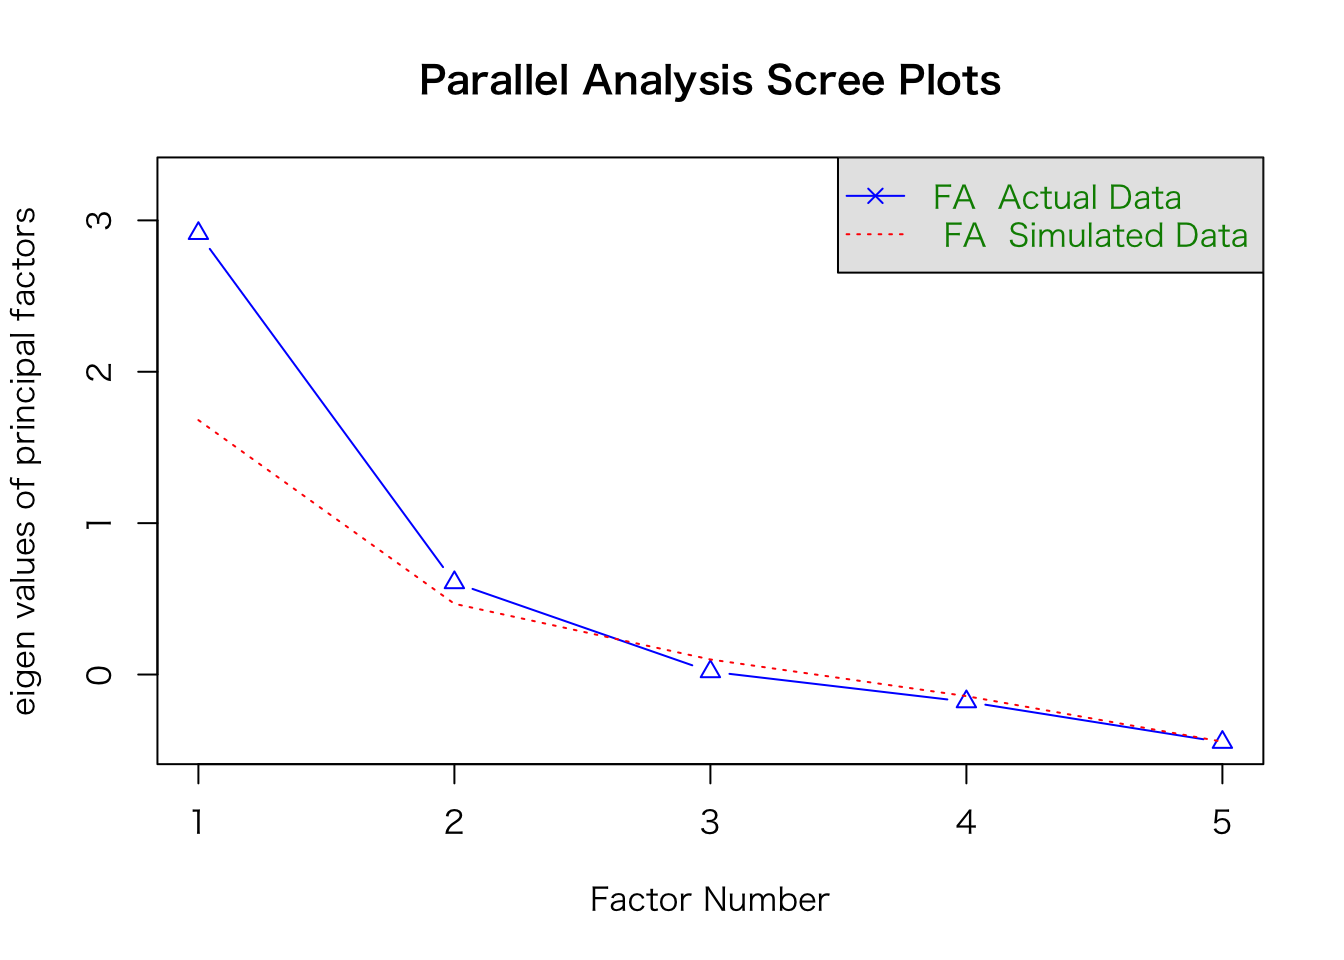 Parallel Analysis Scree Plots
FA Actual Data
FA Simulated Data
eigen values of principal factors
3
2
1
0
1 2 3 4 5
Factor Number